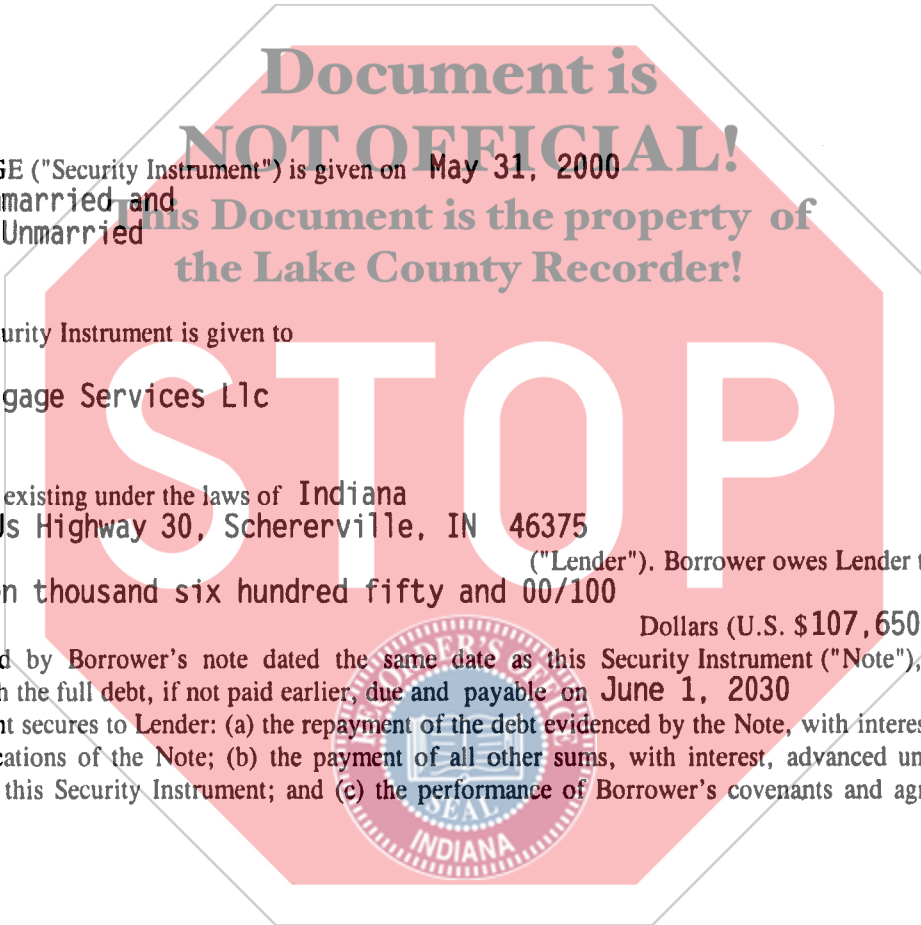 Document is
NOT OFFICIAL!
GE ("Security Instrument") is given on May 31, 2000
married and
This Document is the property of
Unmarried
the Lake County Recorder!
urity Instrument is given to
STOP
gage Services Llc
existing under the laws of Indiana
Us Highway 30, Schererville, IN 46375
("Lender"). Borrower owes Lender t
n thousand six hundred fifty and 00/100
Dollars (U.S. $107,650
d by Borrower's note dated the same date as this Security Instrument ("Note"),
h the full debt, if not paid earlier, due and payable on June 1, 2030
nt secures to Lender: (a) the repayment of the debt evidenced by the Note, with interes
cations of the Note; (b) the payment of all other sums, with interest, advanced un
this Security Instrument; and (c) the performance of Borrower's covenants and agr
RECORDER'S OFFICE
SEAL
INDIANA